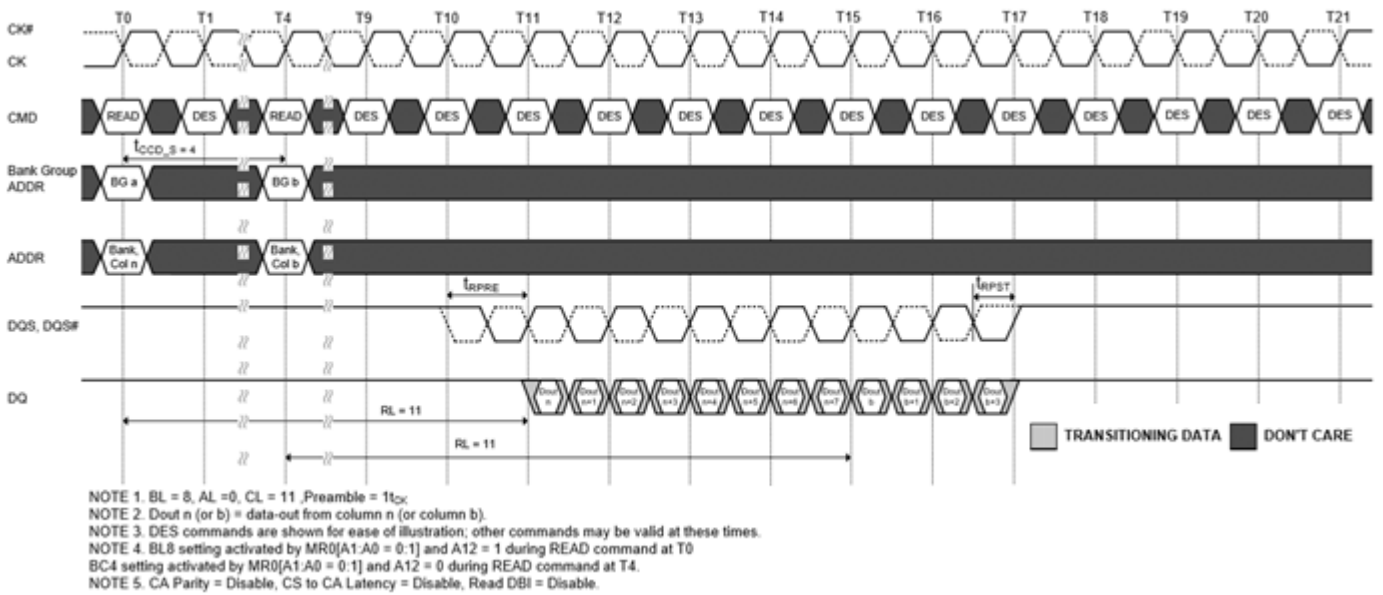 T0 T1 T4 T9 T10 T11 T12 T13 T14 T15 T16 T17 T18 T19 T20 T21
CK#
CK
CMD READ DES READ DES DES DES DES DES DES DES DES DES DES DES DES DES
tCCD_S = 4
Bank Group
ADDR
BG a BG b
ADDR
Bank, Col n
Bank, Col b
tRPRE tRPST
DQS, DQS#
DQ
Dout n Dout n+1 Dout n+2 Dout n+3 Dout n+4 Dout n+5 Dout n+6 Dout n+7 Dout b Dout b+1 Dout b+2 Dout b+3
RL = 11
RL = 11
TRANSITIONING DATA DON'T CARE
NOTE 1. BL = 8, AL =0, CL = 11 ,Preamble = 1tCK
NOTE 2. Dout n (or b) = data-out from column n (or column b).
NOTE 3. DES commands are shown for ease of illustration; other commands may be valid at these times.
NOTE 4. BL8 setting activated by MR0[A1:A0 = 0:1] and A12 = 1 during READ command at T0
BC4 setting activated by MR0[A1:A0 = 0:1] and A12 = 0 during READ command at T4.
NOTE 5. CA Parity = Disable, CS to CA Latency = Disable, Read DBI = Disable.